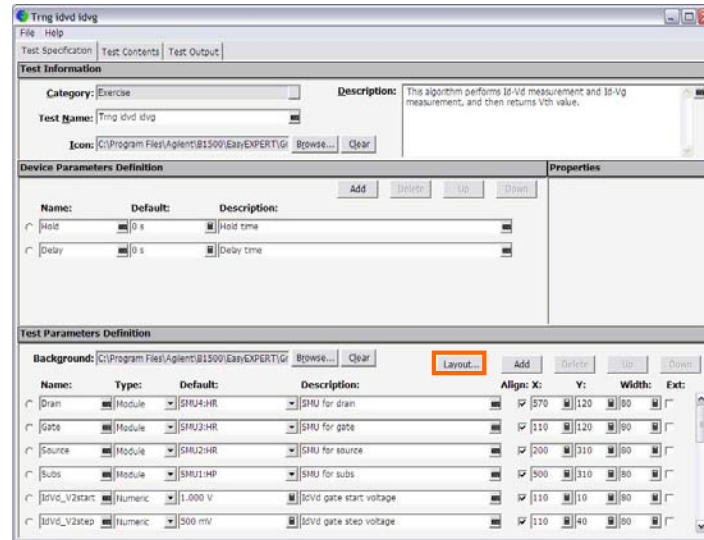 Trng idvd idvg
File Help
Test Specification Test Contents Test Output
Test Information
Category: Exercise
Description: This algorithm performs Id-Vd measurement and Id-Vg
measurement, and then returns Vth value.
Test Name: Trng idvd idvg
Icon: C:\Program Files\Agilent\B1500\EasyEXPERT\Gr Browse... Clear
Device Parameters Definition Properties
Add Delete Up Down
Name: Default: Description:
Hold 0 s Hold time
Delay 0 s Delay time
Test Parameters Definition
Background: C:\Program Files\Agilent\B1500\EasyEXPERT\Gr Browse... Clear Layout... Add Delete Up Down
Name: Type: Default: Description: Align: X: Y: Width: Ext:
Drain Module SMU4:HR SMU for drain 570 120 80
Gate Module SMU3:HR SMU for gate 110 120 80
Source Module SMU2:HR SMU for source 200 310 80
Subs Module SMU1:HP SMU for subs 500 310 80
IdVd_V2start Numeric 1.000 V IdVd gate start voltage 110 10 80
IdVd_V2step Numeric 500 mV IdVd gate step voltage 110 40 80